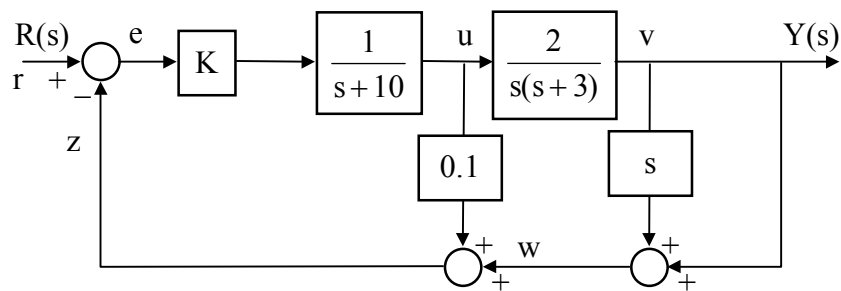 R(s)
e
K
1
s+10
u
2
s(s+3)
v
Y(s)
r
+
−
z
0.1
s
+
+
w
+
+